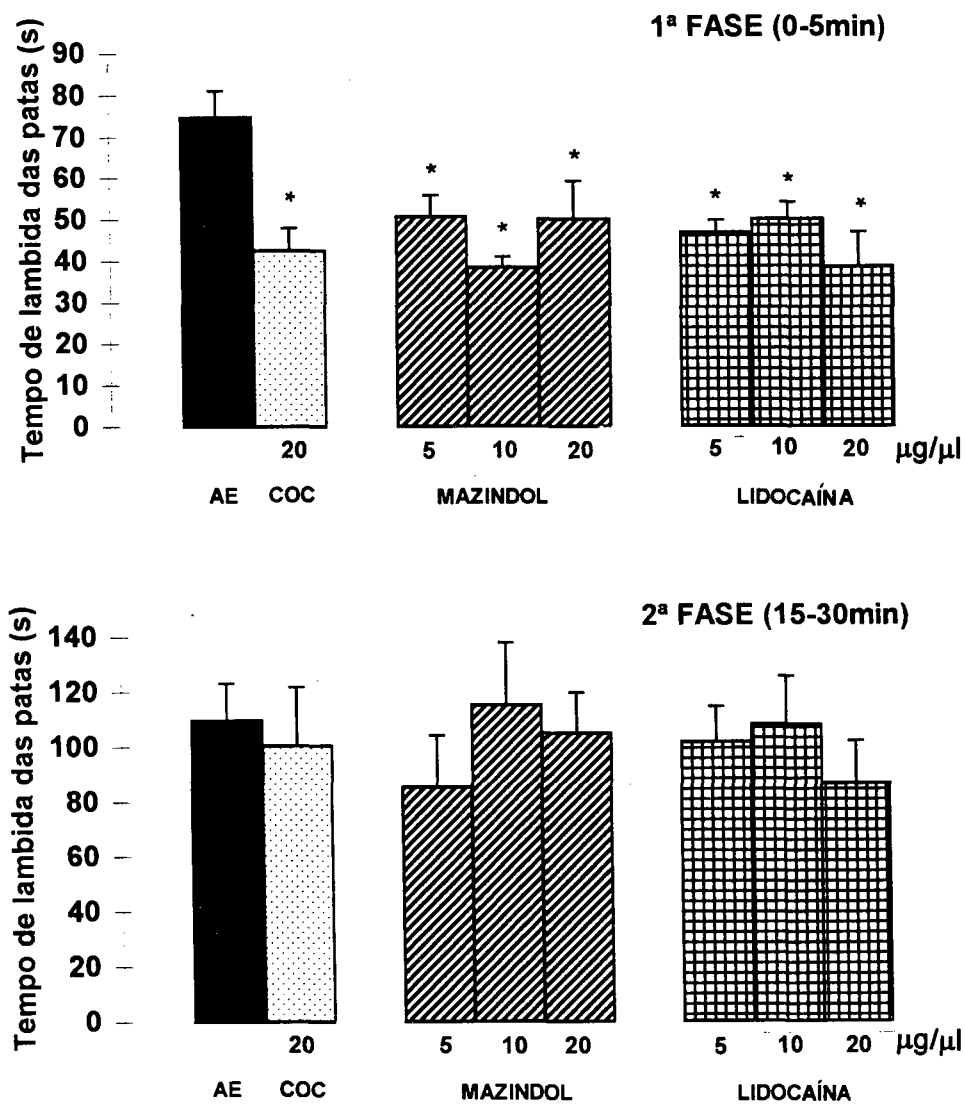 1ª FASE (0-5min)
Tempo de lambida das patas (s)
90
80
70
60
50
40
30
20
10
0
* * * * * * *
20 5 10 20 5 10 20 µg/µl
AE COC MAZINDOL LIDOCAÍNA
2ª FASE (15-30min)
Tempo de lambida das patas (s)
140
120
100
80
60
40
20
0
20 5 10 20 5 10 20 µg/µl
AE COC MAZINDOL LIDOCAÍNA